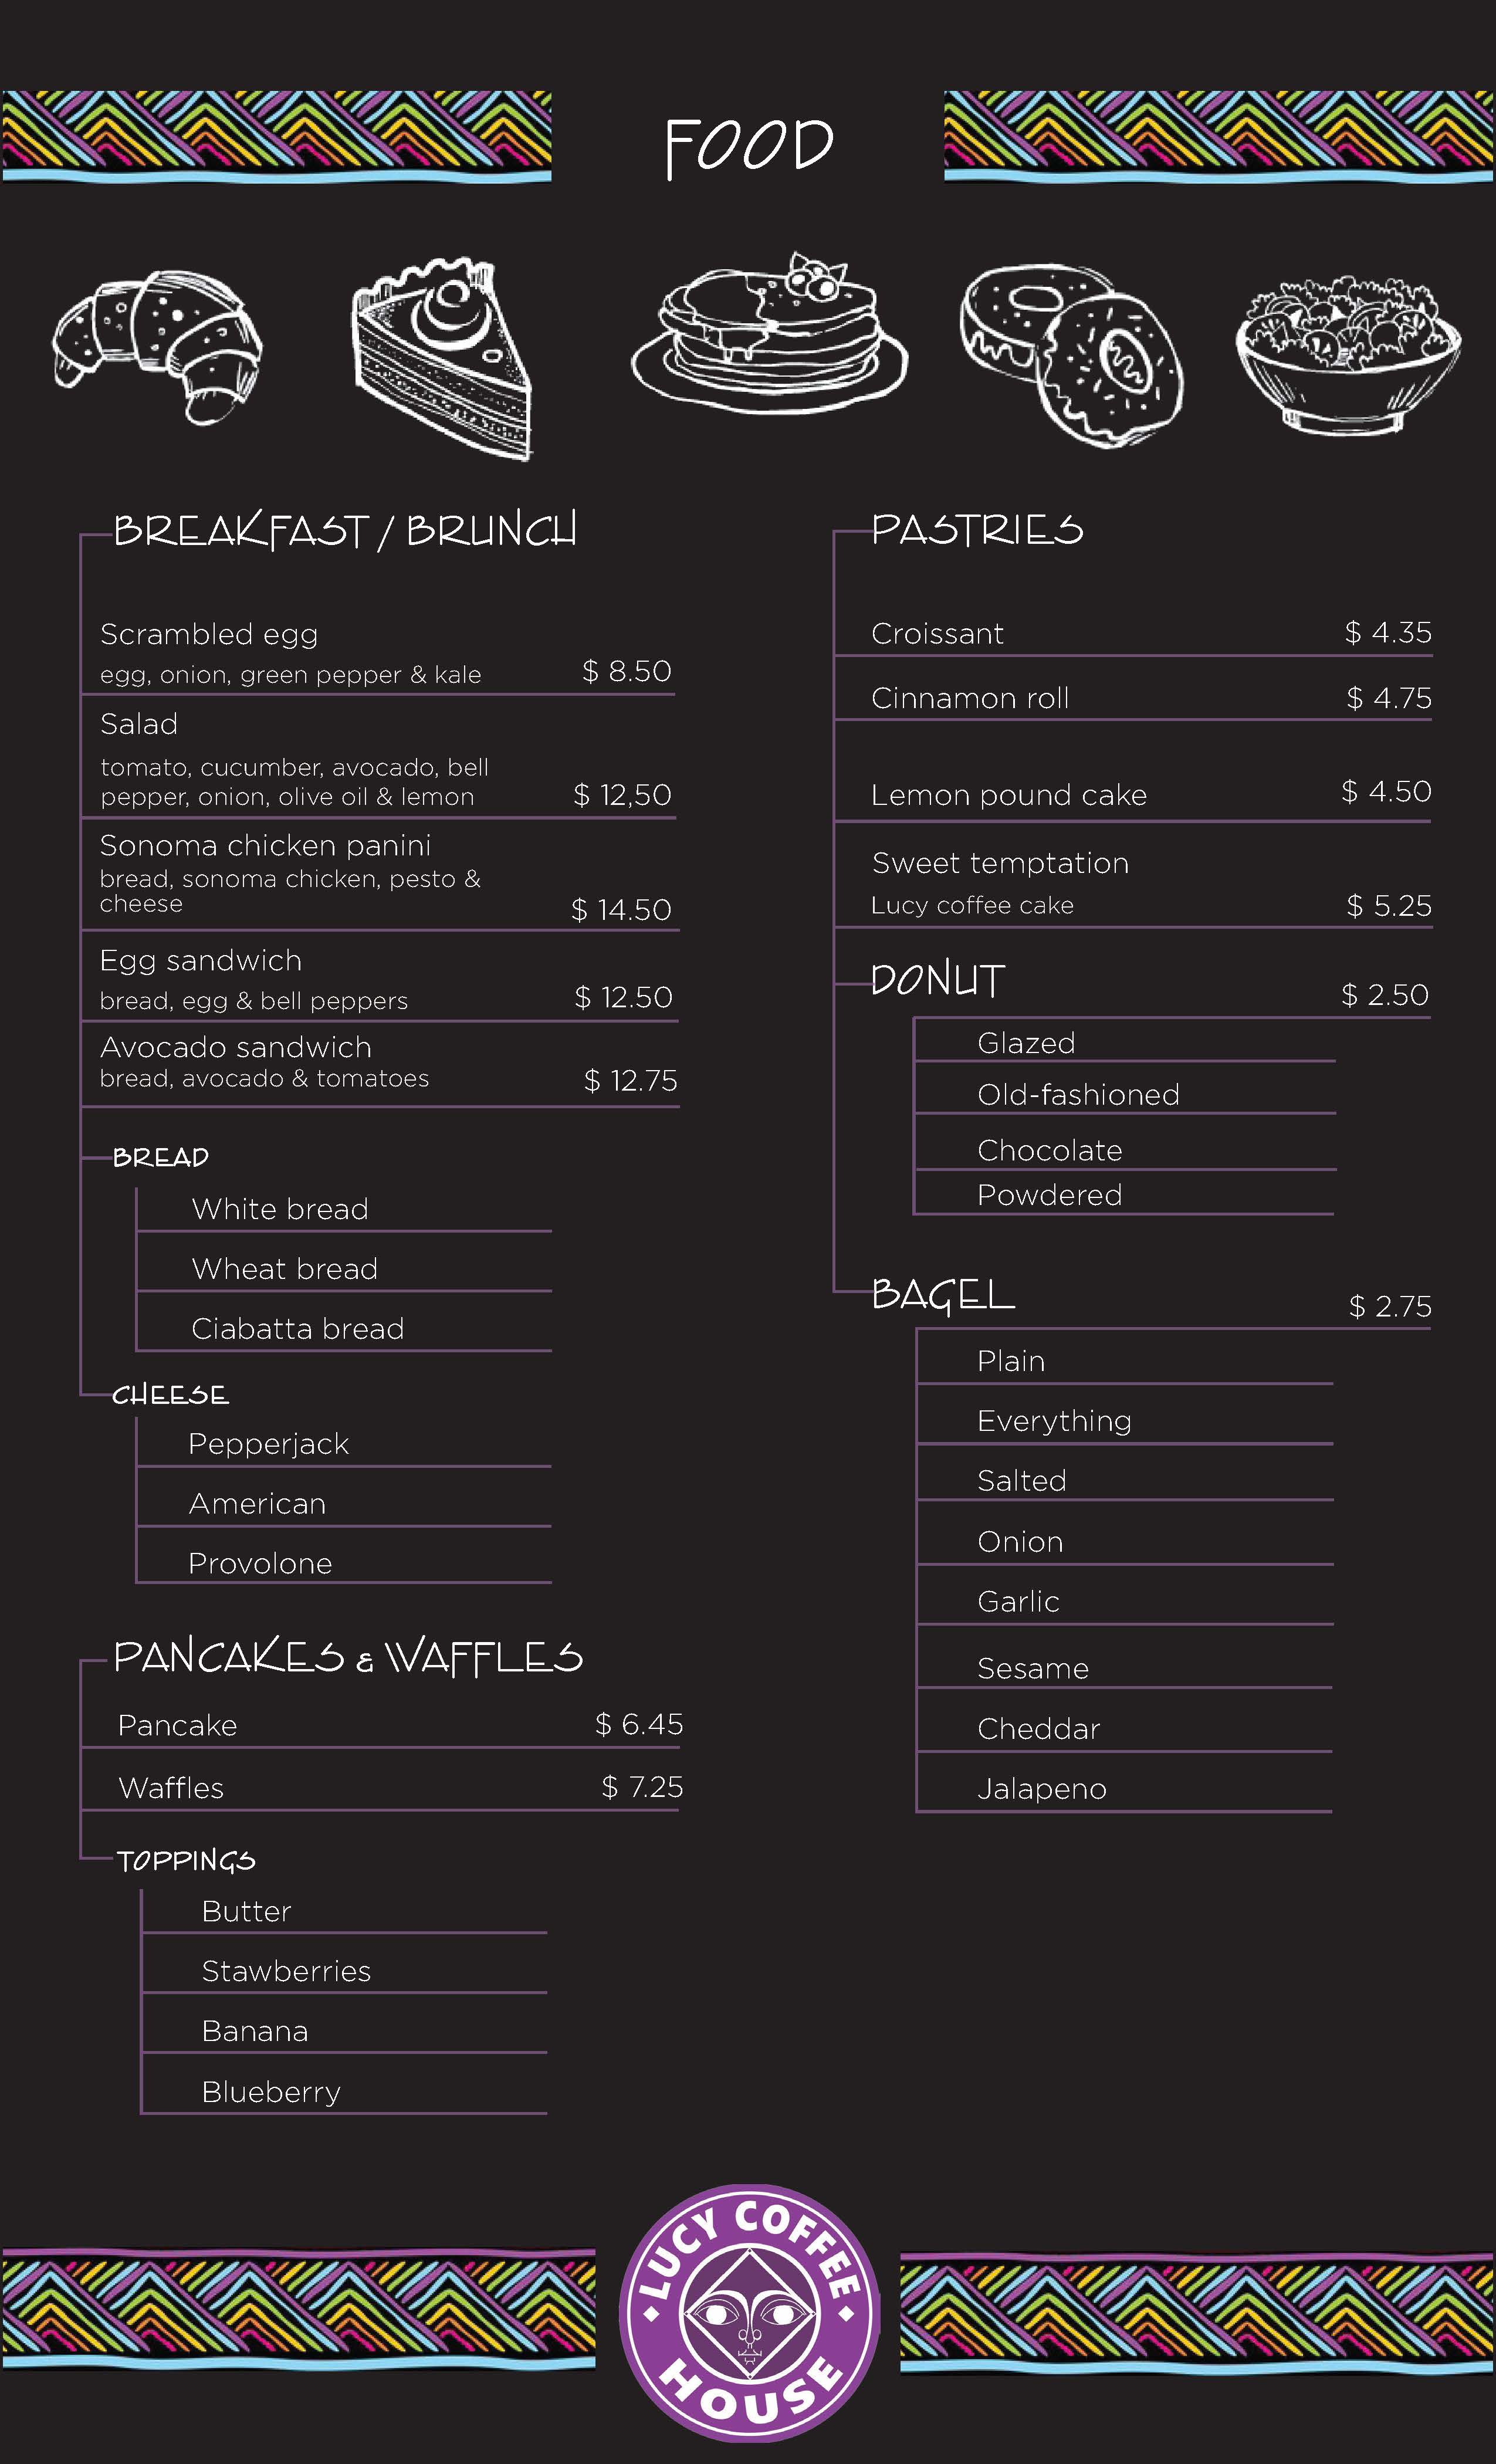 FOOD
BREAKFAST / BRUNCH
Scrambled egg
egg, onion, green pepper & kale $ 8.50
Salad
tomato, cucumber, avocado, bell
pepper, onion, olive oil & lemon $ 12,50
Sonoma chicken panini
bread, sonoma chicken, pesto &
cheese $ 14.50
Egg sandwich
bread, egg & bell peppers $ 12.50
Avocado sandwich
bread, avocado & tomatoes $ 12.75
BREAD
White bread
Wheat bread
Ciabatta bread
CHEESE
Pepperjack
American
Provolone
PANCAKES & WAFFLES
Pancake $ 6.45
Waffles $ 7.25
TOPPINGS
Butter
Stawberries
Banana
Blueberry
PASTRIES
Croissant $ 4.35
Cinnamon roll $ 4.75
Lemon pound cake $ 4.50
Sweet temptation
Lucy coffee cake $ 5.25
DONUT $ 2.50
Glazed
Old-fashioned
Chocolate
Powdered
BAGEL $ 2.75
Plain
Everything
Salted
Onion
Garlic
Sesame
Cheddar
Jalapeno
LUCY COFFEE
HOUSE